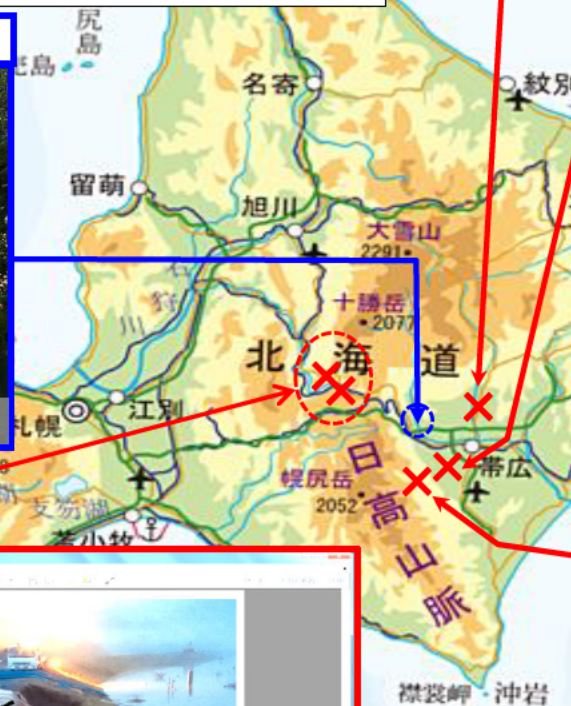 尻島
名寄
紋別
留萌
旭川
大雪山
2291
石狩川
十勝岳
2077
北海道
札幌
江別
帯広
幌尻岳
2052
日高山脈
支笏湖
苫小牧
襟裳岬
沖岩